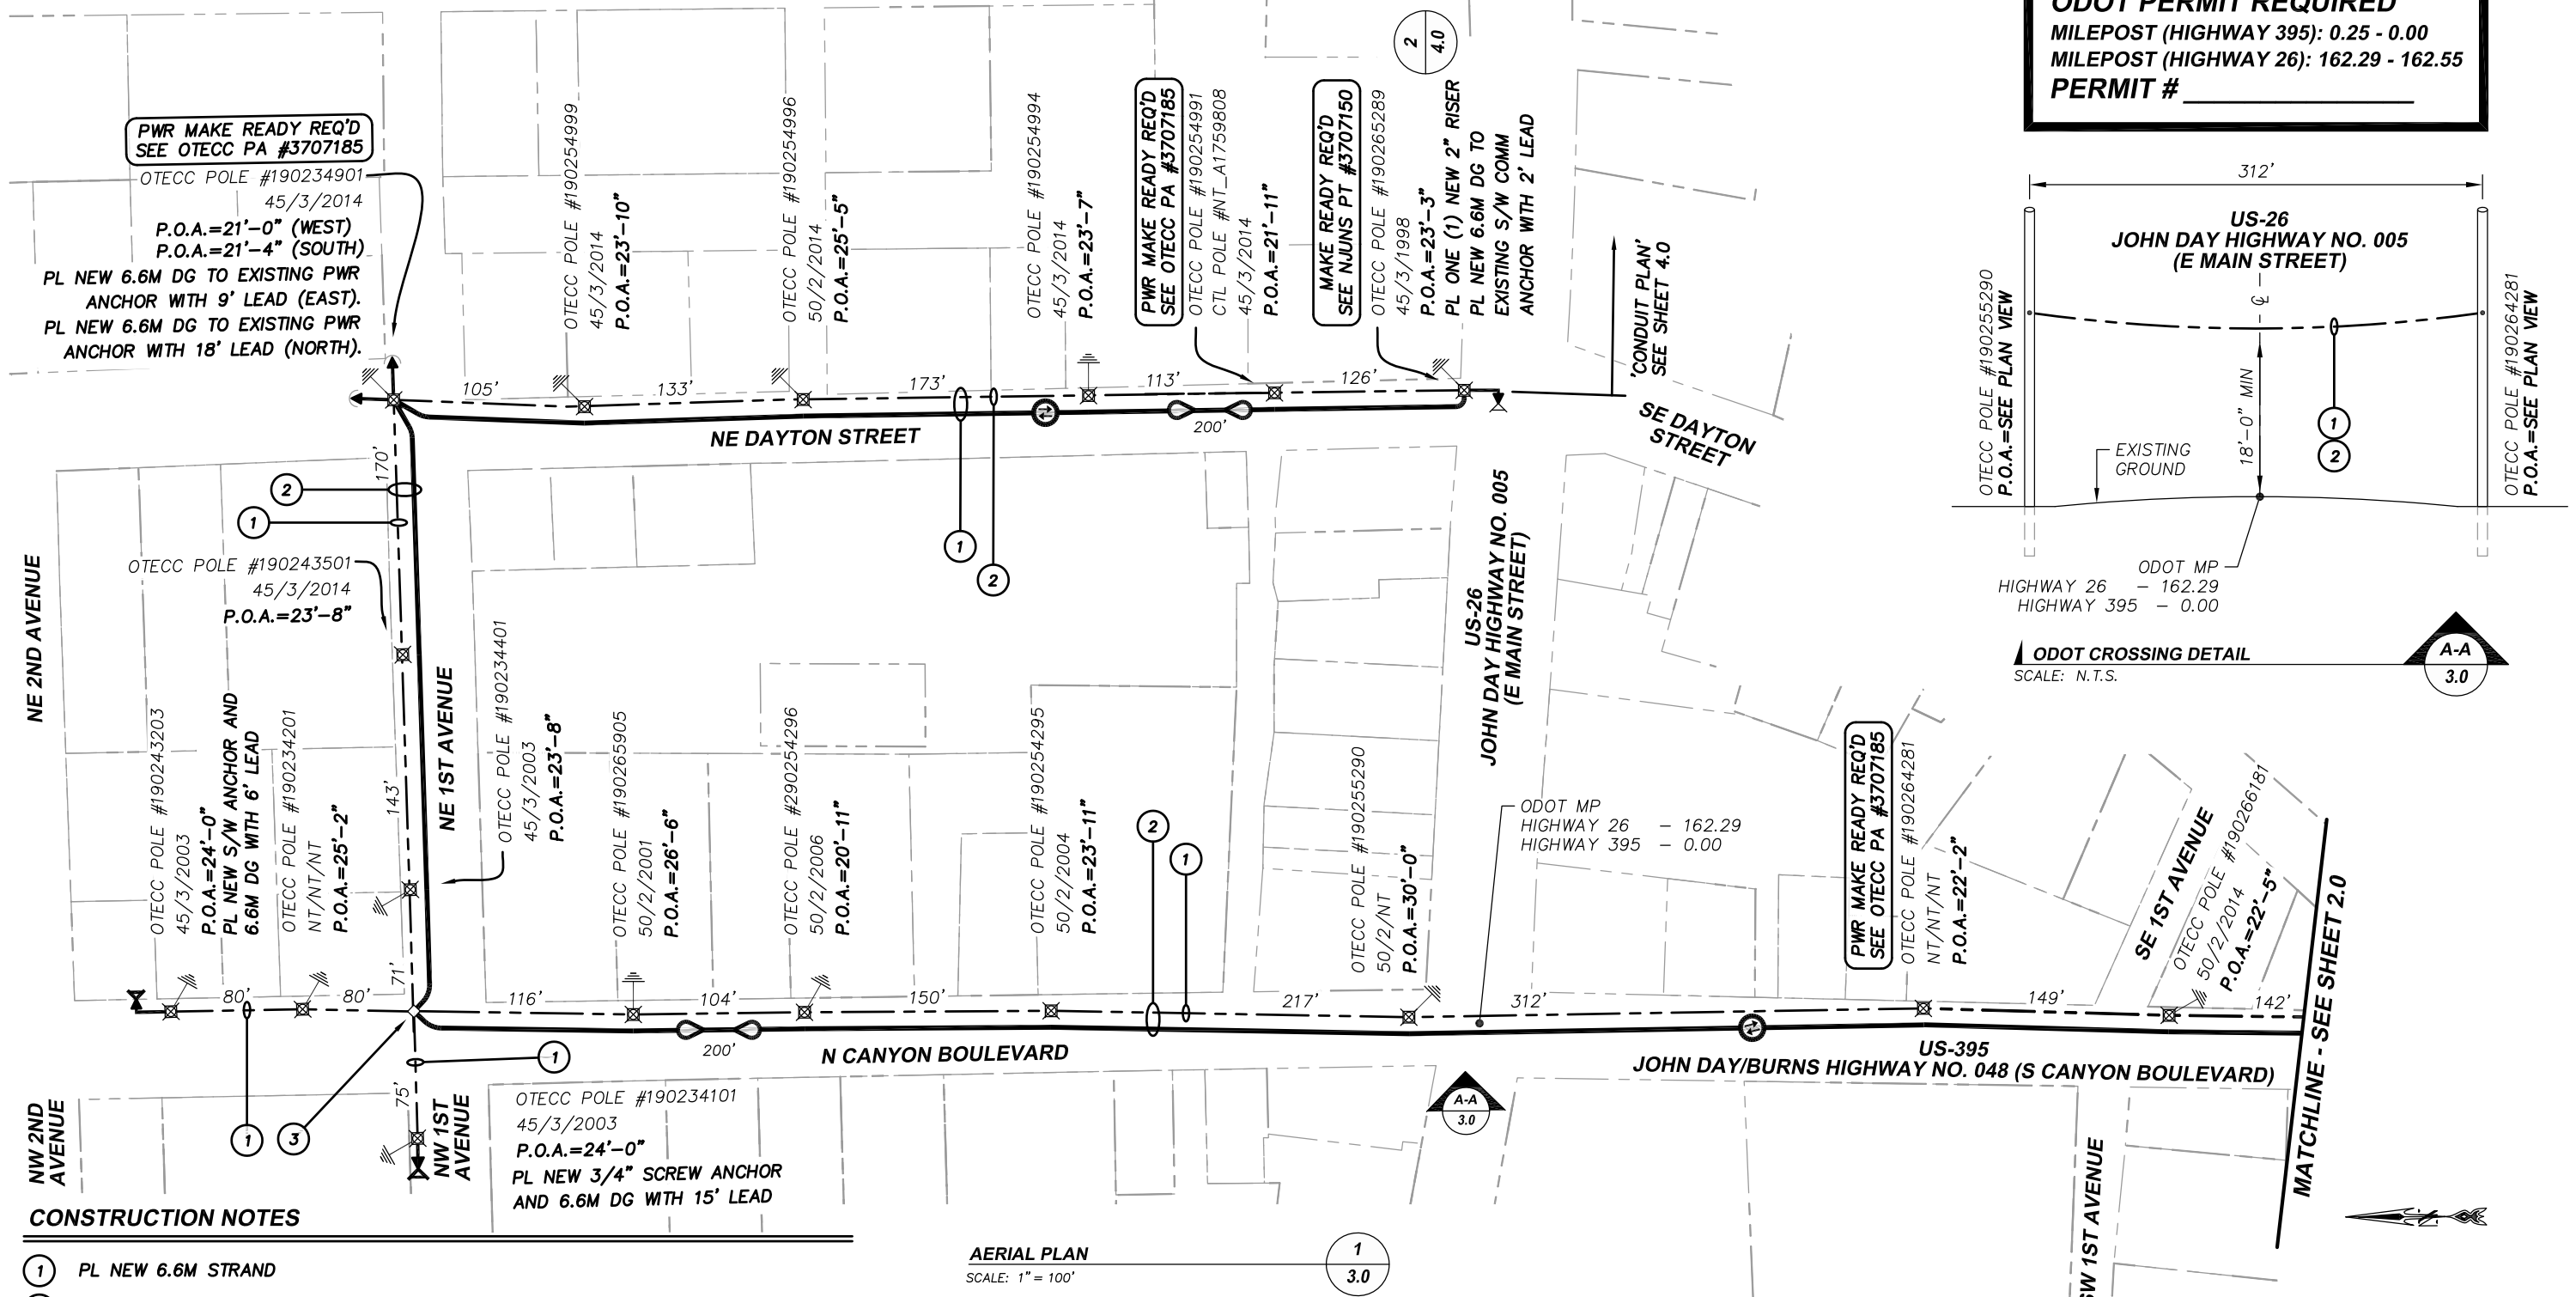 ODOT PERMIT REQUIRED
MILEPOST (HIGHWAY 395): 0.25 - 0.00
MILEPOST (HIGHWAY 26): 162.29 - 162.55
PERMIT # ________________
2
4.0
PWR MAKE READY REQ'D
SEE OTECC PA #3707185
OTECC POLE #190234901
45/3/2014
P.O.A.=21'-0" (WEST)
P.O.A.=21'-4" (SOUTH)
PL NEW 6.6M DG TO EXISTING PWR
ANCHOR WITH 9' LEAD (EAST).
PL NEW 6.6M DG TO EXISTING PWR
ANCHOR WITH 18' LEAD (NORTH).
OTECC POLE #190254999
45/3/2014
P.O.A.=23'-10"
OTECC POLE #190254996
50/2/2014
P.O.A.=25'-5"
OTECC POLE #190254994
45/3/2014
P.O.A.=23'-7"
PWR MAKE READY REQ'D
SEE OTECC PA #3707185
OTECC POLE #190254991
CTL POLE #NT_A1759808
45/3/2014
P.O.A.=21'-11"
MAKE READY REQ'D
SEE NJUNS PT #3707150
OTECC POLE #190265289
45/3/1998
P.O.A.=23'-3"
PL ONE (1) NEW 2" RISER
PL NEW 6.6M DG TO
EXISTING S/W COMM
ANCHOR WITH 2' LEAD
'CONDUIT PLAN'
SEE SHEET 4.0
105'
133'
173'
113'
126'
200'
NE DAYTON STREET
SE DAYTON
STREET
312'
US-26
JOHN DAY HIGHWAY NO. 005
(E MAIN STREET)
OTECC POLE #190255290
P.O.A.=SEE PLAN VIEW
OTECC POLE #190264281
P.O.A.=SEE PLAN VIEW
18'-0" MIN
1
2
EXISTING
GROUND
ODOT MP
HIGHWAY 26 - 162.29
HIGHWAY 395 - 0.00
ODOT CROSSING DETAIL
SCALE: N.T.S.
A-A
3.0
170'
2
1
1
2
OTECC POLE #190243501
45/3/2014
P.O.A.=23'-8"
NE 2ND AVENUE
NE 1ST AVENUE
143'
71'
OTECC POLE #190234401
45/3/2003
P.O.A.=23'-8"
US-26
JOHN DAY HIGHWAY NO. 005
(E MAIN STREET)
OTECC POLE #190243203
45/3/2003
P.O.A.=24'-0"
PL NEW S/W ANCHOR AND
6.6M DG WITH 6' LEAD
OTECC POLE #190234201
NT/NT/NT
P.O.A.=25'-2"
OTECC POLE #190265905
50/2/2001
P.O.A.=26'-6"
OTECC POLE #290254296
50/2/2006
P.O.A.=20'-11"
OTECC POLE #190254295
50/2/2004
P.O.A.=23'-11"
2
1
OTECC POLE #190255290
50/2/NT
P.O.A.=30'-0"
ODOT MP
HIGHWAY 26 - 162.29
HIGHWAY 395 - 0.00
PWR MAKE READY REQ'D
SEE OTECC PA #3707185
OTECC POLE #190264281
NT/NT/NT
P.O.A.=22'-2"
SE 1ST AVENUE
OTECC POLE #190266181
50/2/2014
P.O.A.=22'-5"
MATCHLINE - SEE SHEET 2.0
80'
80'
116'
104'
150'
217'
312'
149'
142'
200'
N CANYON BOULEVARD
US-395
JOHN DAY/BURNS HIGHWAY NO. 048 (S CANYON BOULEVARD)
1
3
1
75'
NW 2ND
AVENUE
NW 1ST
AVENUE
OTECC POLE #190234101
45/3/2003
P.O.A.=24'-0"
PL NEW 3/4" SCREW ANCHOR
AND 6.6M DG WITH 15' LEAD
A-A
3.0
SW 1ST AVENUE
N
CONSTRUCTION NOTES
1 PL NEW 6.6M STRAND
AERIAL PLAN
SCALE: 1" = 100'
1
3.0